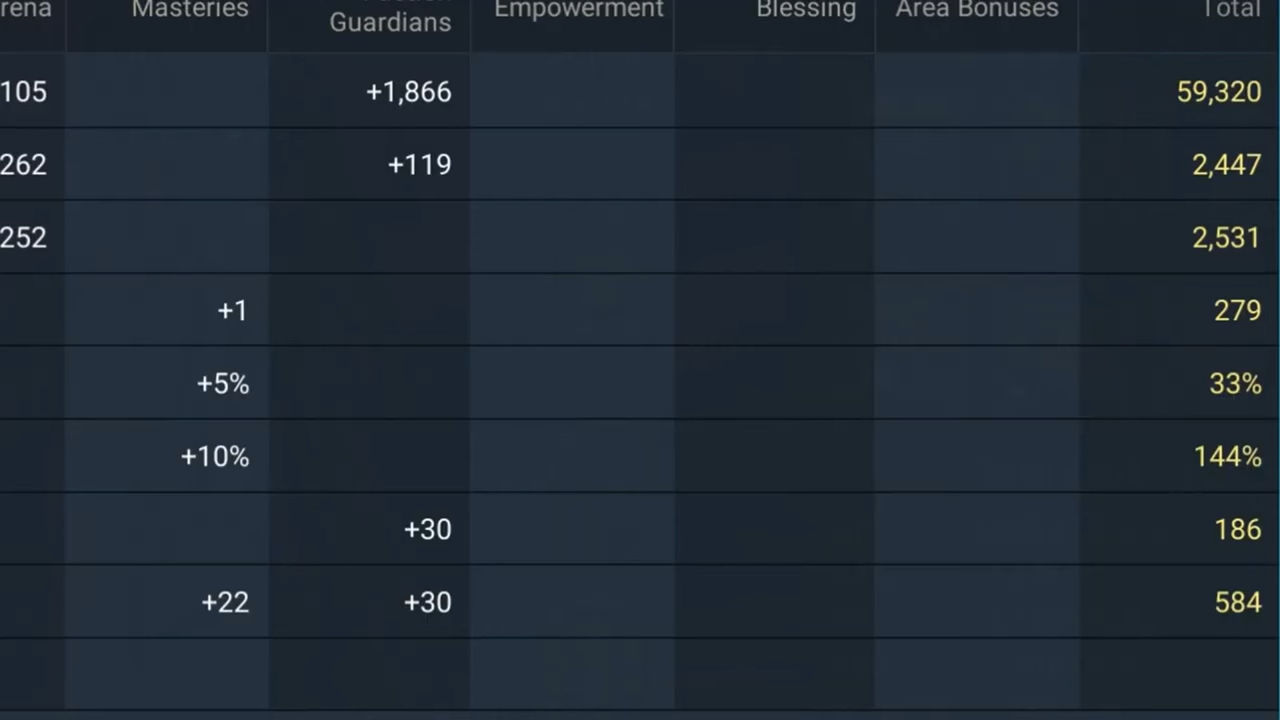 rena Masteries Guardians Empowerment Blessing Area Bonuses Total
105 +1,866 59,320
262 +119 2,447
252 2,531
+1 279
+5% 33%
+10% 144%
+30 186
+22 +30 584